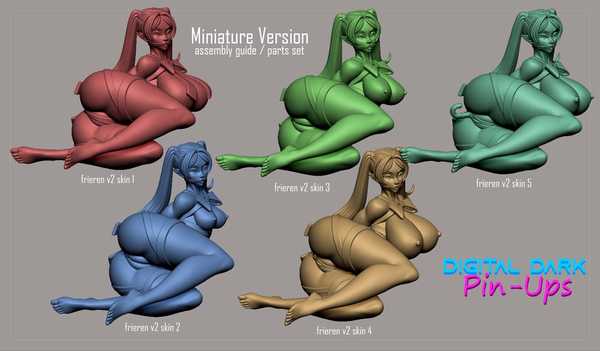 Miniature Version
assembly guide / parts set
frieren v2 skin 1
frieren v2 skin 3
frieren v2 skin 5
DIGITAL DARK
Pin-Ups
frieren v2 skin 2
frieren v2 skin 4